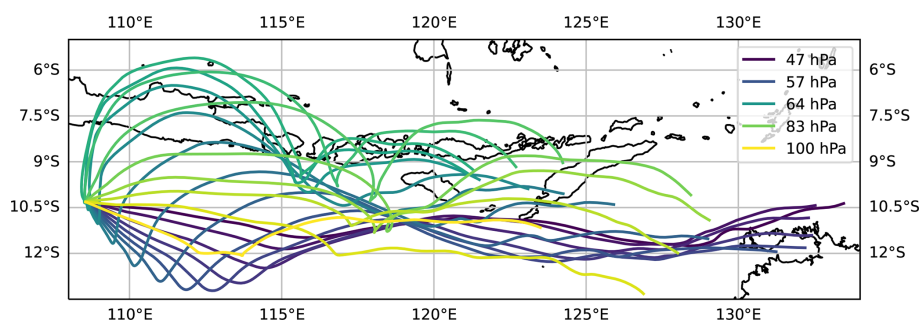 110°E 115°E 120°E 125°E 130°E
6°S 47 hPa 6°S
57 hPa
7.5°S 64 hPa 7.5°S
83 hPa
9°S 100 hPa 9°S
10.5°S 10.5°S
12°S 12°S
110°E 115°E 120°E 125°E 130°E